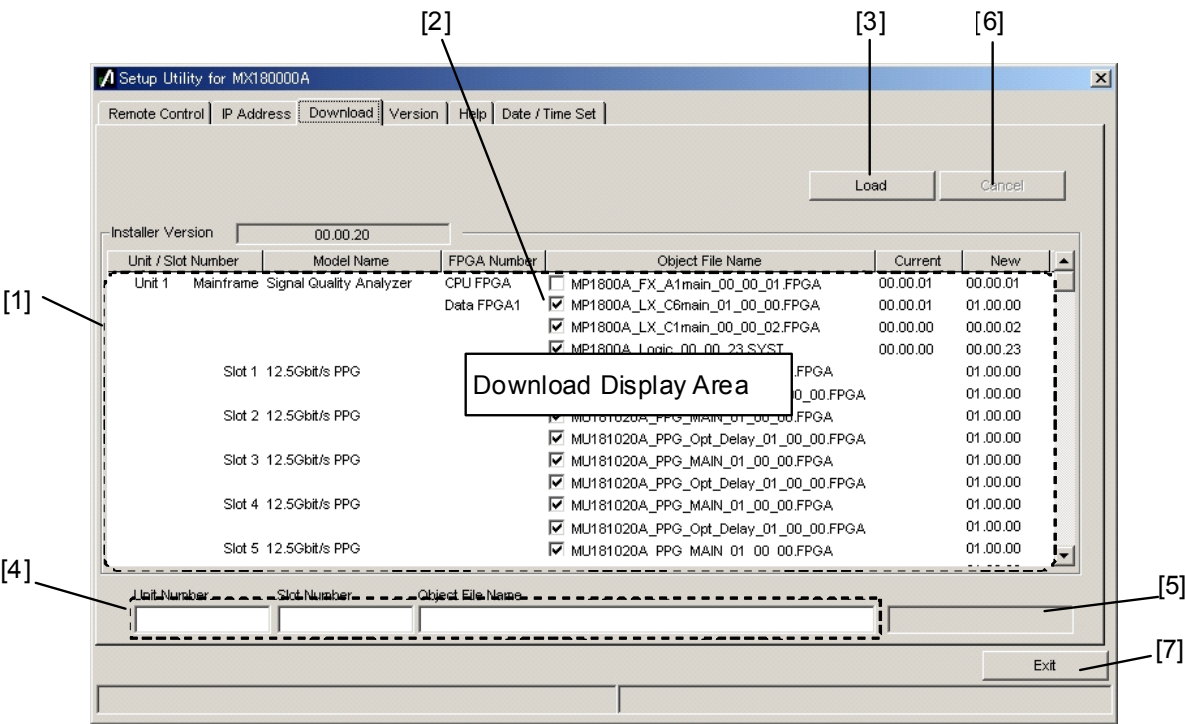 [2] [3] [6]
Setup Utility for MX180000A
Remote Control IP Address Download Version Help Date / Time Set
Load Cancel
Installer Version 00.00.20
Unit / Slot Number Model Name FPGA Number Object File Name Current New
[1]
Unit 1 Mainframe Signal Quality Analyzer CPU FPGA MP1800A_FX_A1main_00_00_01.FPGA 00.00.01 00.00.01
Data FPGA1 MP1800A_LX_C6main_01_00_00.FPGA 00.00.01 01.00.00
MP1800A_LX_C1main_00_00_02.FPGA 00.00.00 00.00.02
MP1800A_Logic_00_00_23.SYST 00.00.00 00.00.23
Slot 1 12.5Gbit/s PPG .FPGA 01.00.00
Download Display Area
0_00.FPGA 01.00.00
Slot 2 12.5Gbit/s PPG MU181020A_PPG_MAIN_01_00_00.FPGA 01.00.00
MU181020A_PPG_Opt_Delay_01_00_00.FPGA 01.00.00
Slot 3 12.5Gbit/s PPG MU181020A_PPG_MAIN_01_00_00.FPGA 01.00.00
MU181020A_PPG_Opt_Delay_01_00_00.FPGA 01.00.00
Slot 4 12.5Gbit/s PPG MU181020A_PPG_MAIN_01_00_00.FPGA 01.00.00
MU181020A_PPG_Opt_Delay_01_00_00.FPGA 01.00.00
Slot 5 12.5Gbit/s PPG MU181020A_PPG_MAIN_01_00_00.FPGA 01.00.00
[4]
Unit Number Slot Number Object File Name
[5]
[7]
Exit